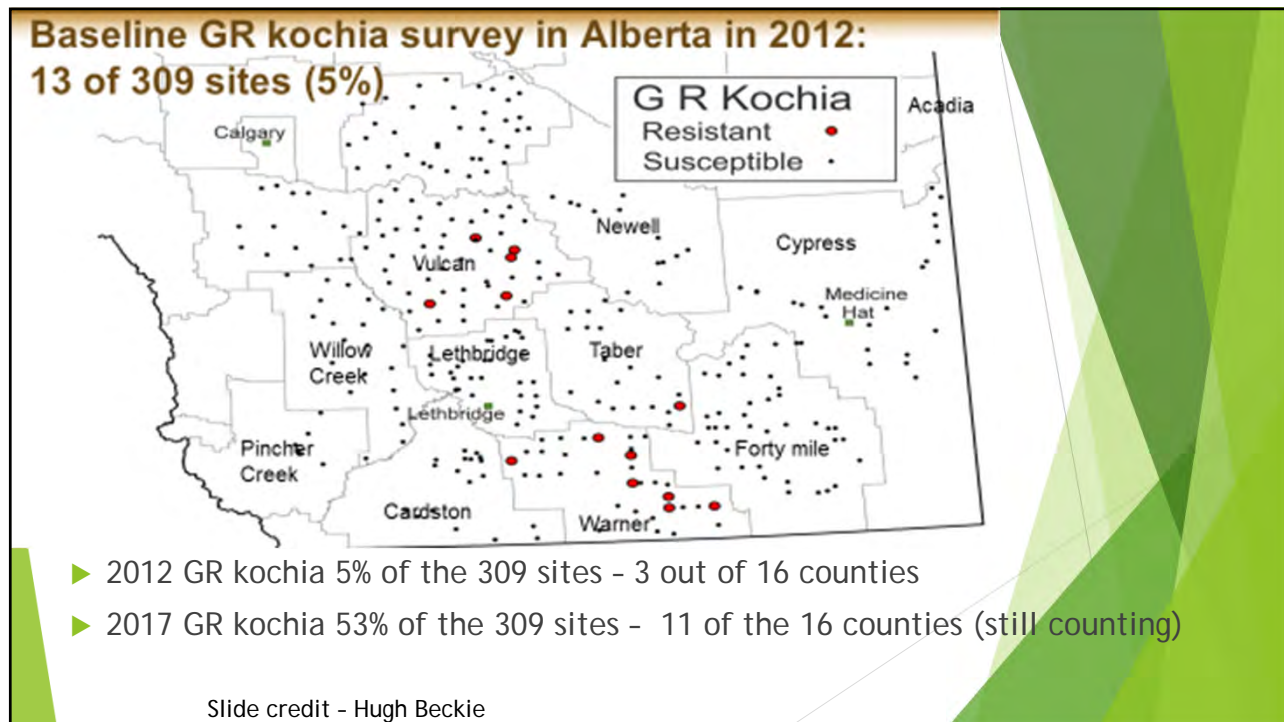 Baseline GR kochia survey in Alberta in 2012:
13 of 309 sites (5%)
G R Kochia
Resistant
Susceptible
Acadia
Calgary
Newell
Cypress
Vulcan
Medicine
Hat
Willow
Creek
Lethbridge
Taber
Lethbridge
Pincher
Creek
Forty mile
Cardston
Warner
▶ 2012 GR kochia 5% of the 309 sites – 3 out of 16 counties
▶ 2017 GR kochia 53% of the 309 sites – 11 of the 16 counties (still counting)
Slide credit – Hugh Beckie